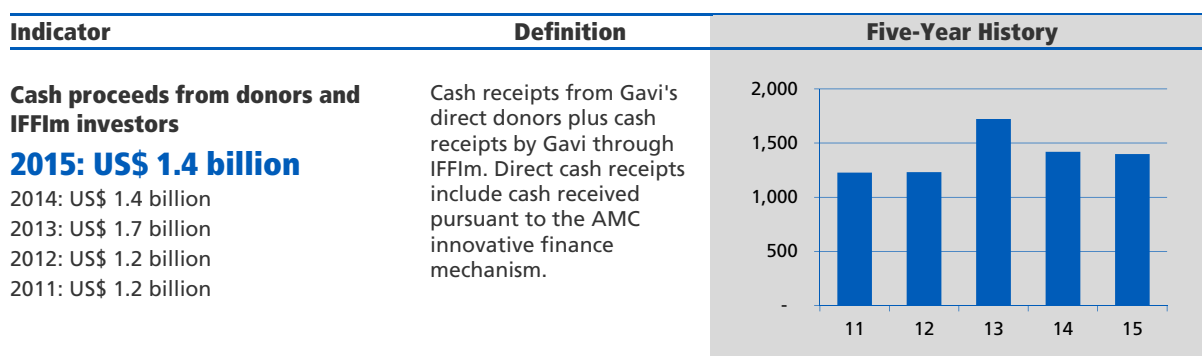 Indicator
Definition
Five-Year History
Cash proceeds from donors and
IFFIm investors
2015: US$ 1.4 billion
2014: US$ 1.4 billion
2013: US$ 1.7 billion
2012: US$ 1.2 billion
2011: US$ 1.2 billion
Cash receipts from Gavi's
direct donors plus cash
receipts by Gavi through
IFFIm. Direct cash receipts
include cash received
pursuant to the AMC
innovative finance
mechanism.
2,000
1,500
1,000
500
-
11 12 13 14 15